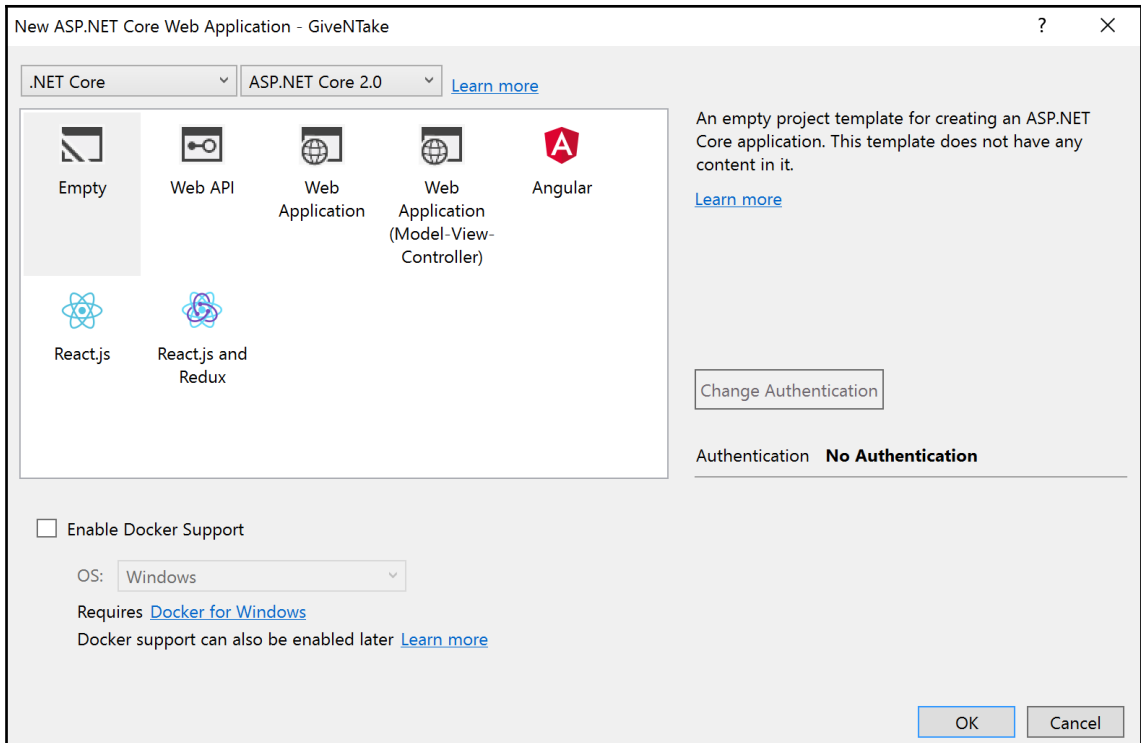 New ASP.NET Core Web Application - GiveNTake
?
.NET Core
ASP.NET Core 2.0
Learn more
Empty
Web API
Web
Application
Web
Application
(Model-View-
Controller)
Angular
React.js
React.js and
Redux
An empty project template for creating an ASP.NET
Core application. This template does not have any
content in it.
Learn more
Change Authentication
Authentication No Authentication
Enable Docker Support
OS: Windows
Requires Docker for Windows
Docker support can also be enabled later Learn more
OK
Cancel